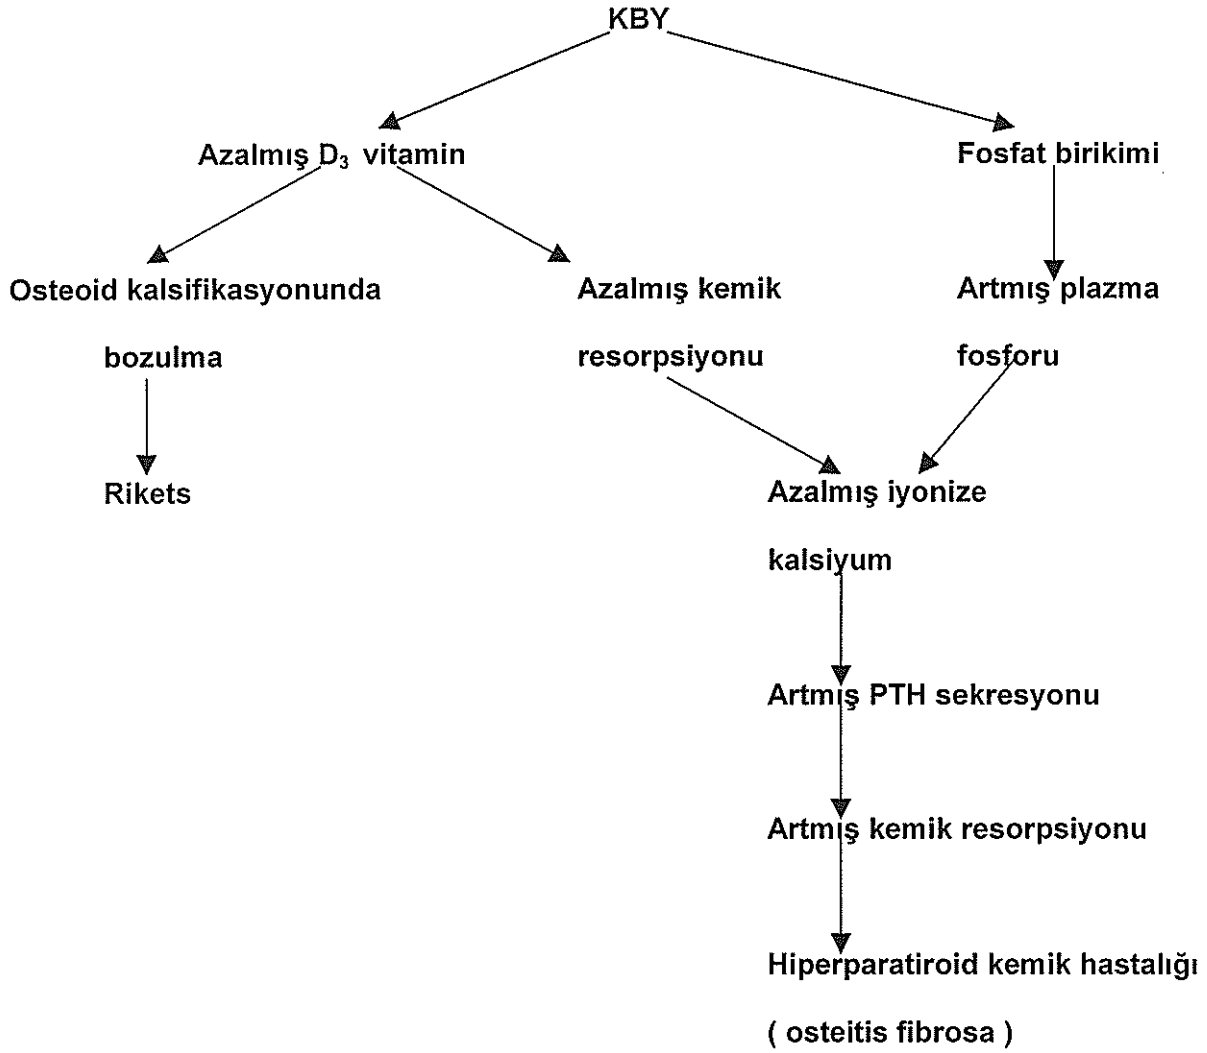 KBY
Azalmış D₃ vitamin
Fosfat birikimi
Osteoid kalsifikasyonunda
bozulma
Azalmış kemik
resorpsiyonu
Artmış plazma
fosforu
Rikets
Azalmış iyonize
kalsiyum
Artmış PTH sekresyonu
Artmış kemik resorpsiyonu
Hiperparatiroid kemik hastalığı
( osteitis fibrosa )